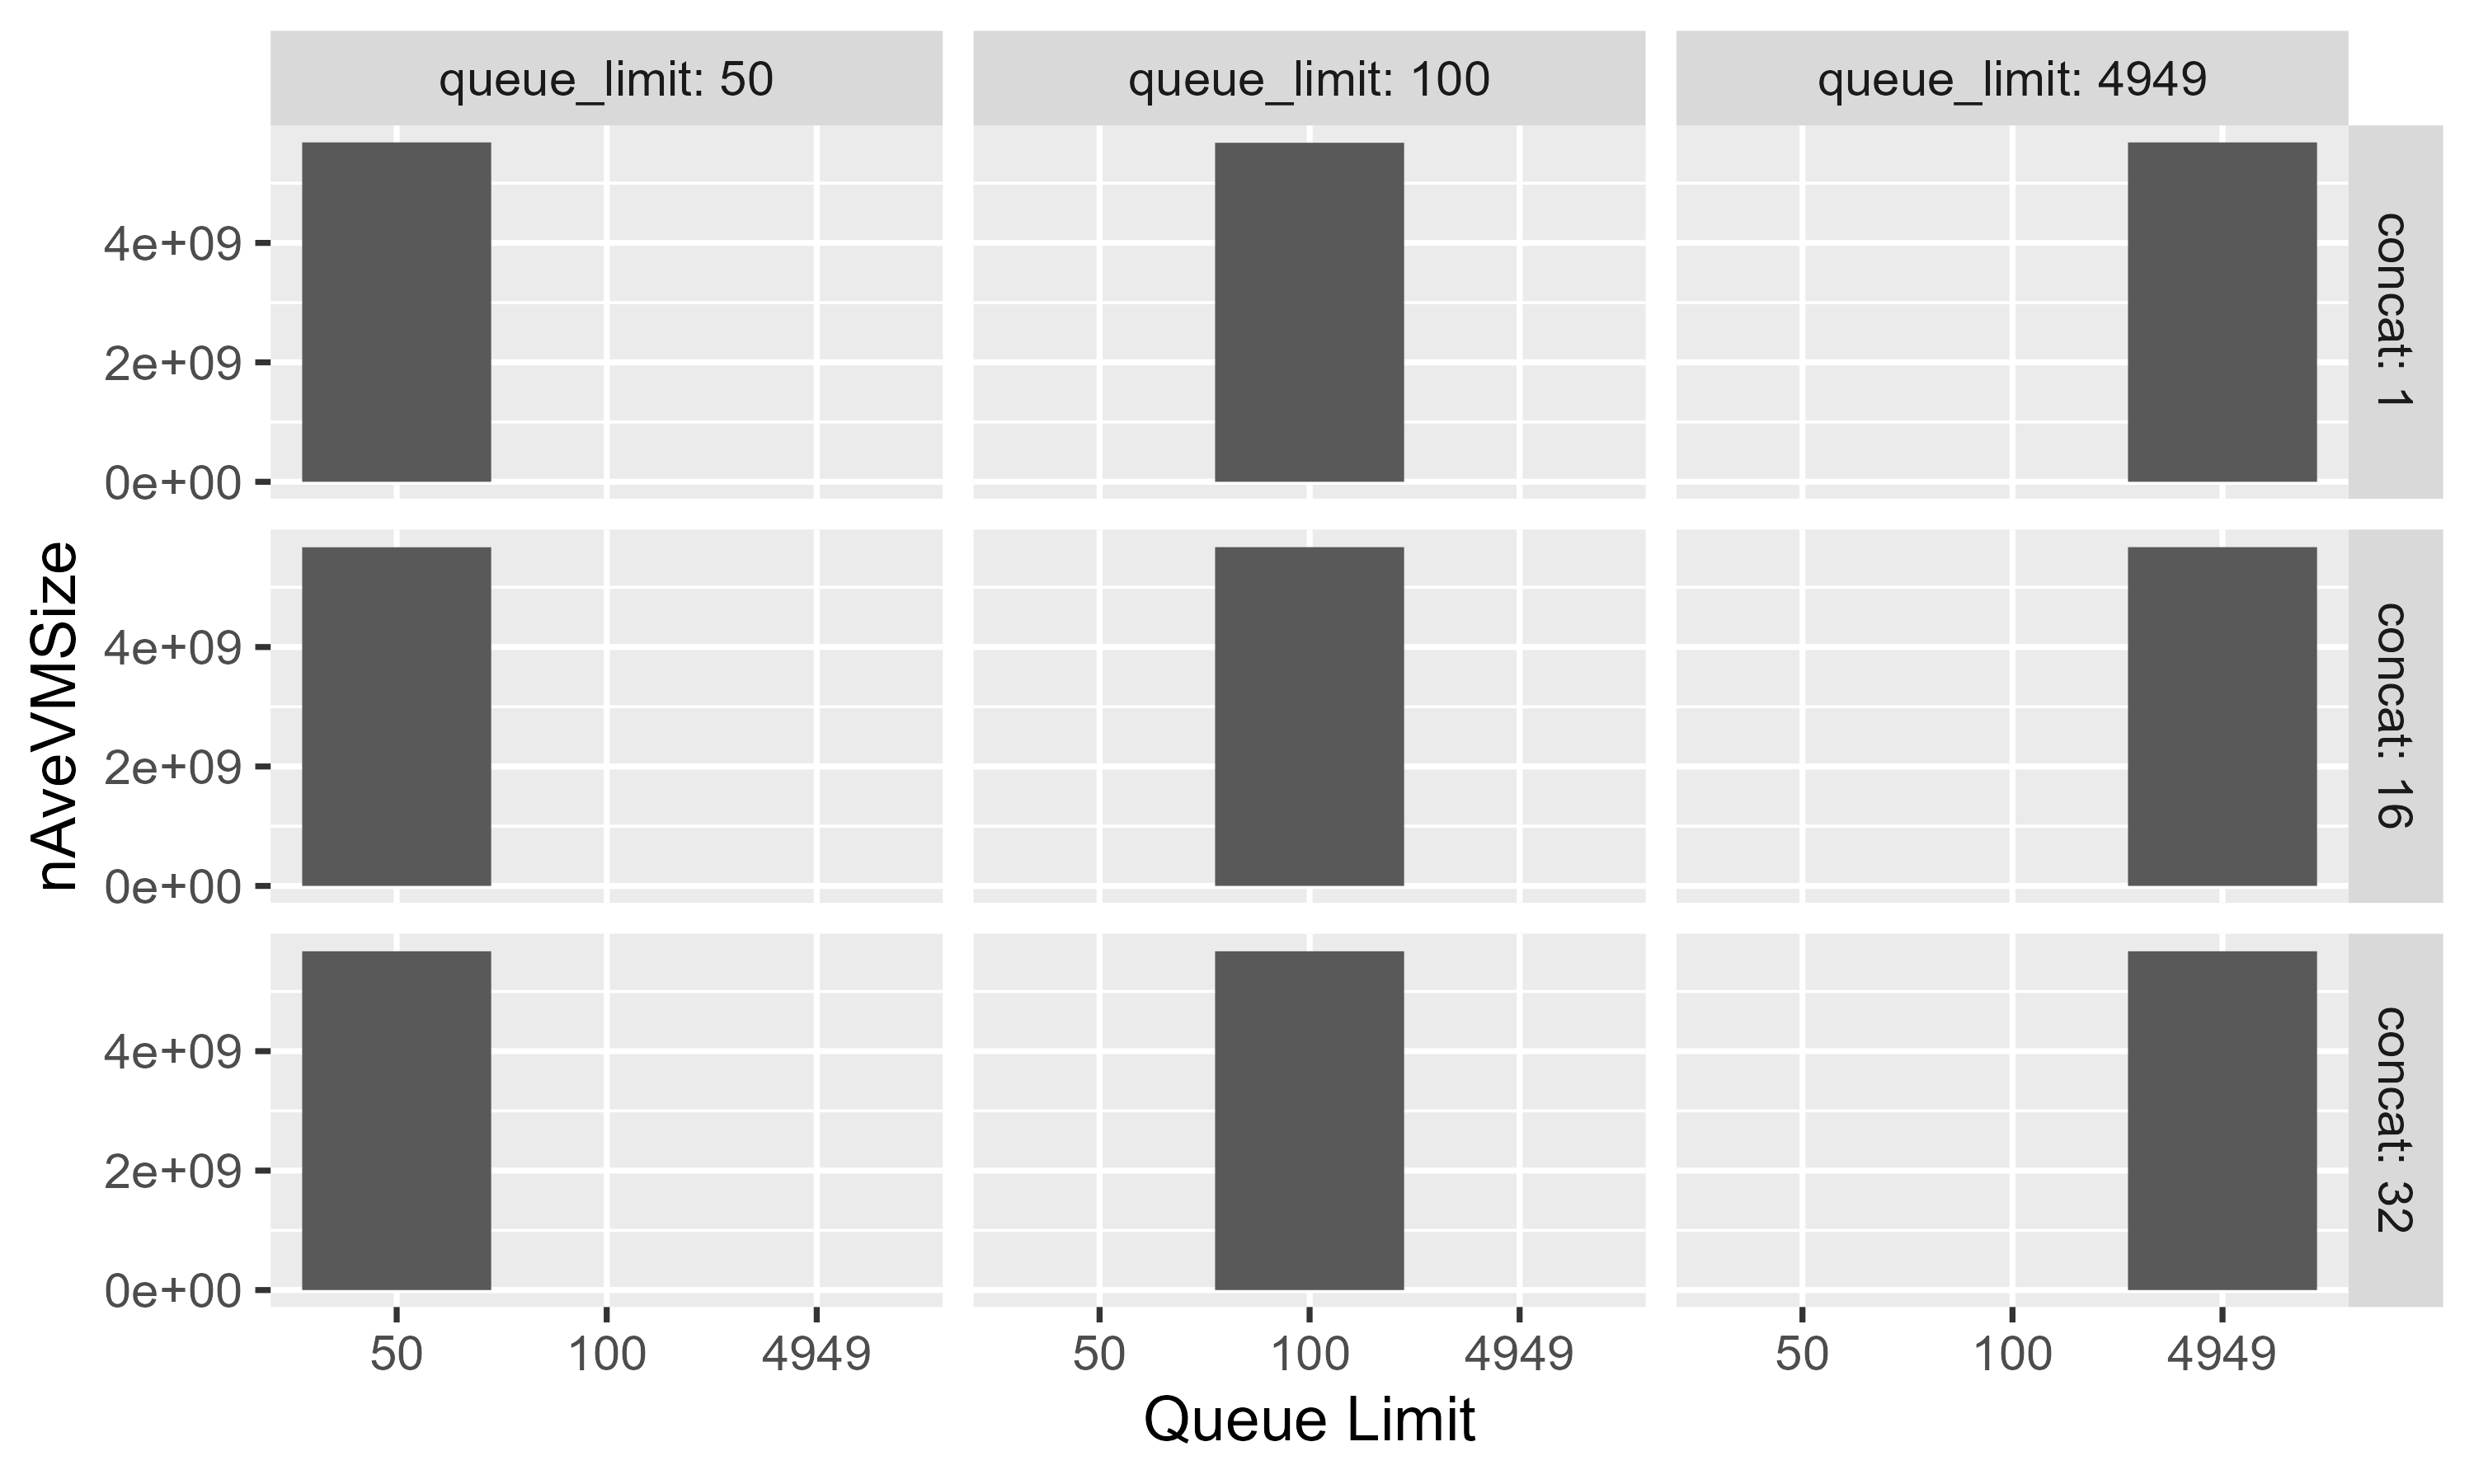 queue_limit: 50
queue_limit: 100
queue_limit: 4949
nAveVMSize
4e+09
2e+09
0e+00
concat: 1
4e+09
2e+09
0e+00
concat: 16
4e+09
2e+09
0e+00
concat: 32
50 100 4949
50 100 4949
50 100 4949
Queue Limit